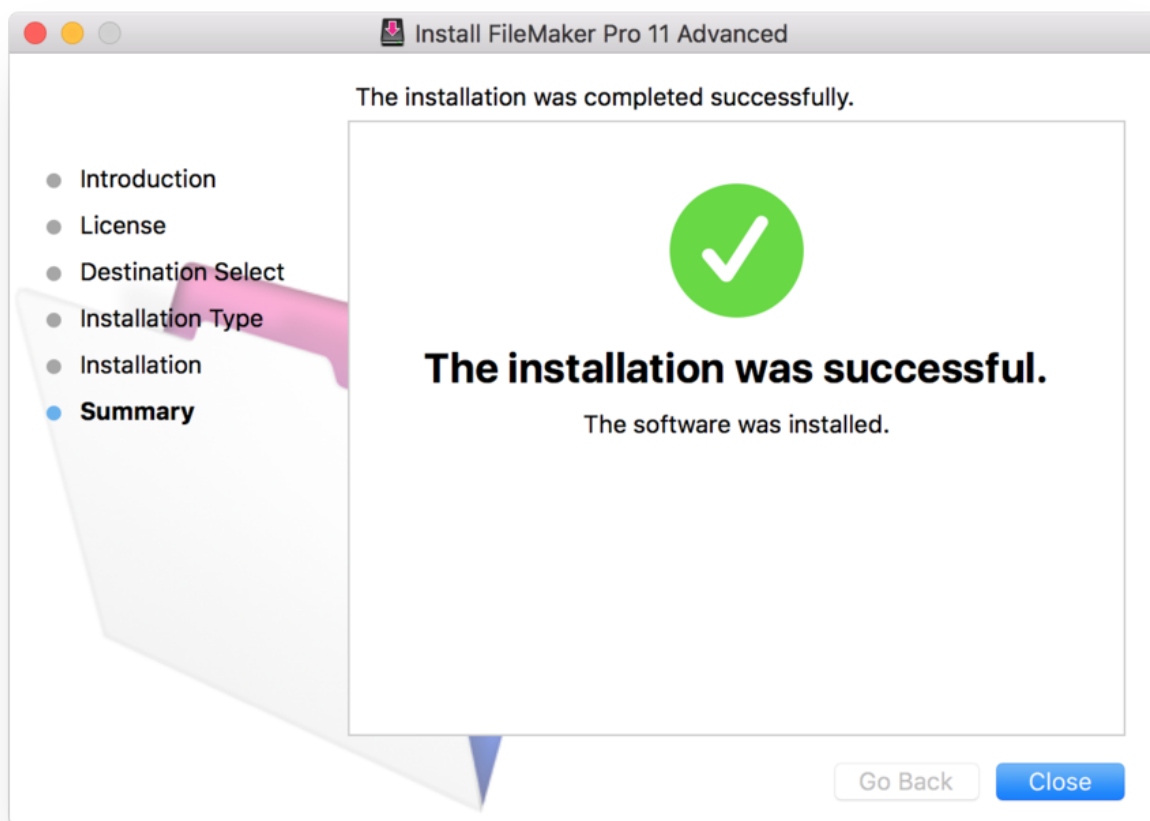 Install FileMaker Pro 11 Advanced
The installation was completed successfully.
Introduction
License
Destination Select
Installation Type
Installation
Summary
The installation was successful.
The software was installed.
Go Back
Close